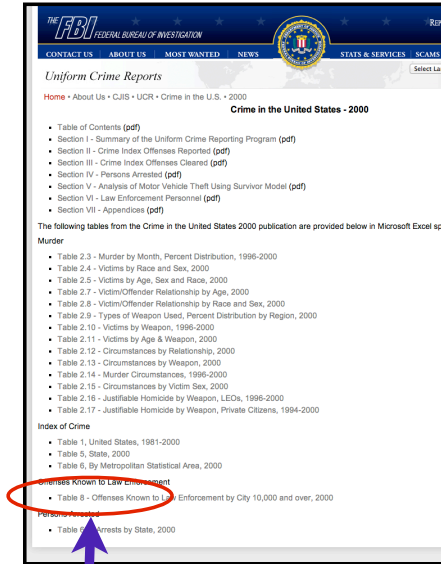 THE FBI FEDERAL BUREAU OF INVESTIGATION
CONTACT US ABOUT US MOST WANTED NEWS STATS & SERVICES SCAMS
Select La
Uniform Crime Reports
Home • About Us • CJIS • UCR • Crime in the U.S. • 2000
Crime in the United States - 2000
Table of Contents (pdf)
Section I - Summary of the Uniform Crime Reporting Program (pdf)
Section II - Crime Index Offenses Reported (pdf)
Section III - Crime Index Offenses Cleared (pdf)
Section IV - Persons Arrested (pdf)
Section V - Analysis of Motor Vehicle Theft Using Survivor Model (pdf)
Section VI - Law Enforcement Personnel (pdf)
Section VII - Appendices (pdf)
The following tables from the Crime in the United States 2000 publication are provided below in Microsoft Excel sp
Murder
Table 2.3 - Murder by Month, Percent Distribution, 1996-2000
Table 2.4 - Victims by Race and Sex, 2000
Table 2.5 - Victims by Age, Sex and Race, 2000
Table 2.7 - Victim/Offender Relationship by Age, 2000
Table 2.8 - Victim/Offender Relationship by Race and Sex, 2000
Table 2.9 - Types of Weapon Used, Percent Distribution by Region, 2000
Table 2.10 - Victims by Weapon, 1996-2000
Table 2.11 - Victims by Age & Weapon, 2000
Table 2.12 - Circumstances by Relationship, 2000
Table 2.13 - Circumstances by Weapon, 2000
Table 2.14 - Murder Circumstances, 1996-2000
Table 2.15 - Circumstances by Victim Sex, 2000
Table 2.16 - Justifiable Homicide by Weapon, LEOs, 1996-2000
Table 2.17 - Justifiable Homicide by Weapon, Private Citizens, 1994-2000
Index of Crime
Table 1, United States, 1981-2000
Table 5, State, 2000
Table 6, By Metropolitan Statistical Area, 2000
Offenses Known to Law Enforcement
Table 8 - Offenses Known to Law Enforcement by City 10,000 and over, 2000
Persons Arrested
Table Arrests by State, 2000